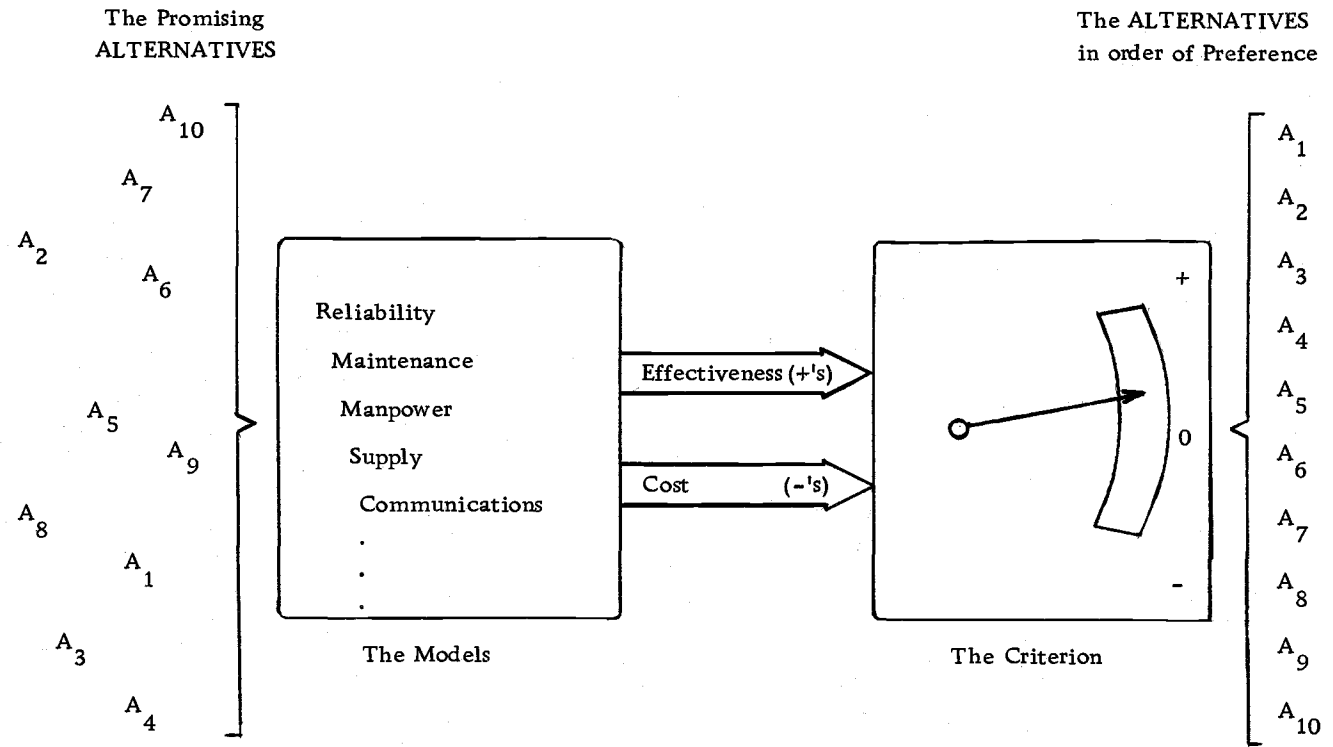 The Promising
ALTERNATIVES
A10
A7
A2
A6
A5
A9
A8
A1
A3
A4
Reliability
Maintenance
Manpower
Supply
Communications
.
.
.
The Models
Effectiveness (+'s)
Cost (-'s)
+
0
-
The Criterion
The ALTERNATIVES
in order of Preference
A1
A2
A3
A4
A5
A6
A7
A8
A9
A10